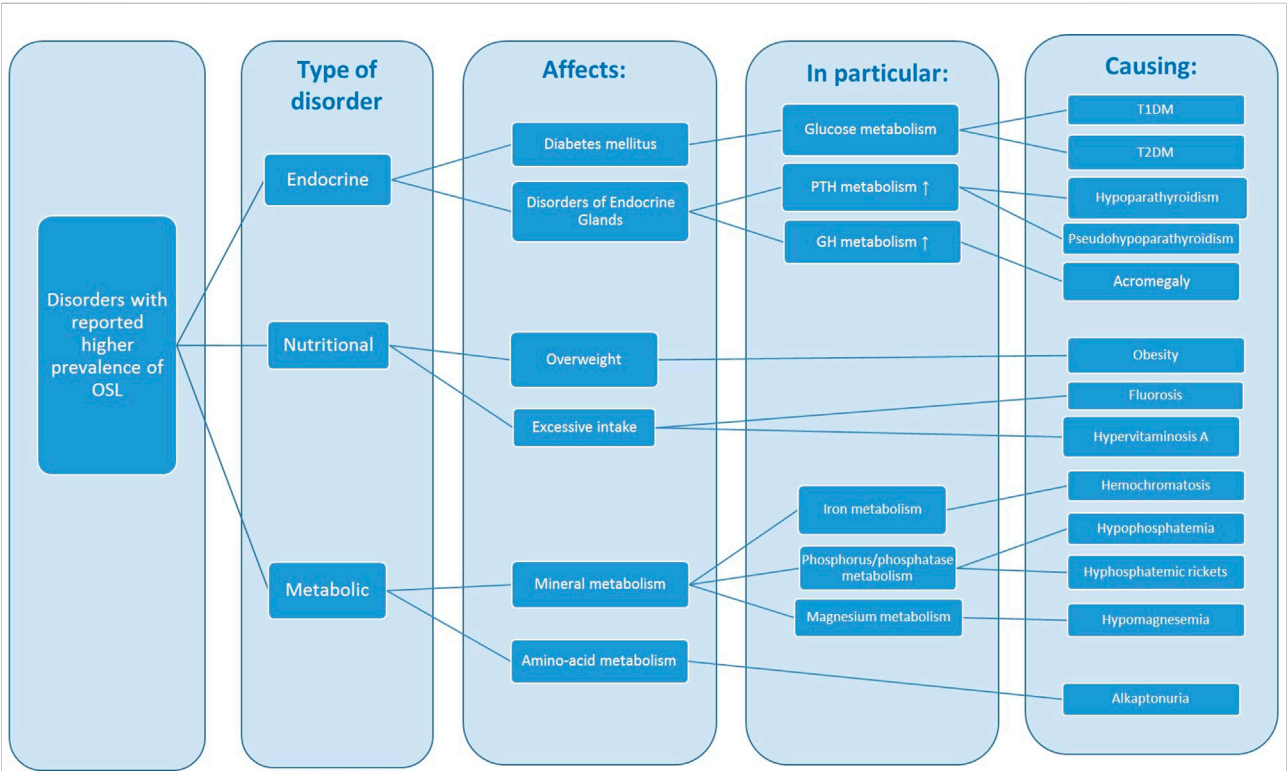 Type of
disorder
Affects:
In particular:
Causing:
Disorders with
reported
higher
prevalence of
OSL
Endocrine
Nutritional
Metabolic
Diabetes mellitus
Disorders of Endocrine
Glands
Overweight
Excessive intake
Mineral metabolism
Amino-acid metabolism
Glucose metabolism
PTH metabolism ↑
GH metabolism ↑
Iron metabolism
Phosphorus/phosphatase
metabolism
Magnesium metabolism
T1DM
T2DM
Hypoparathyroidism
Pseudohypoparathyroidism
Acromegaly
Obesity
Fluorosis
Hypervitaminosis A
Hemochromatosis
Hypophosphatemia
Hyphosphatemic rickets
Hypomagnesemia
Alkaptonuria